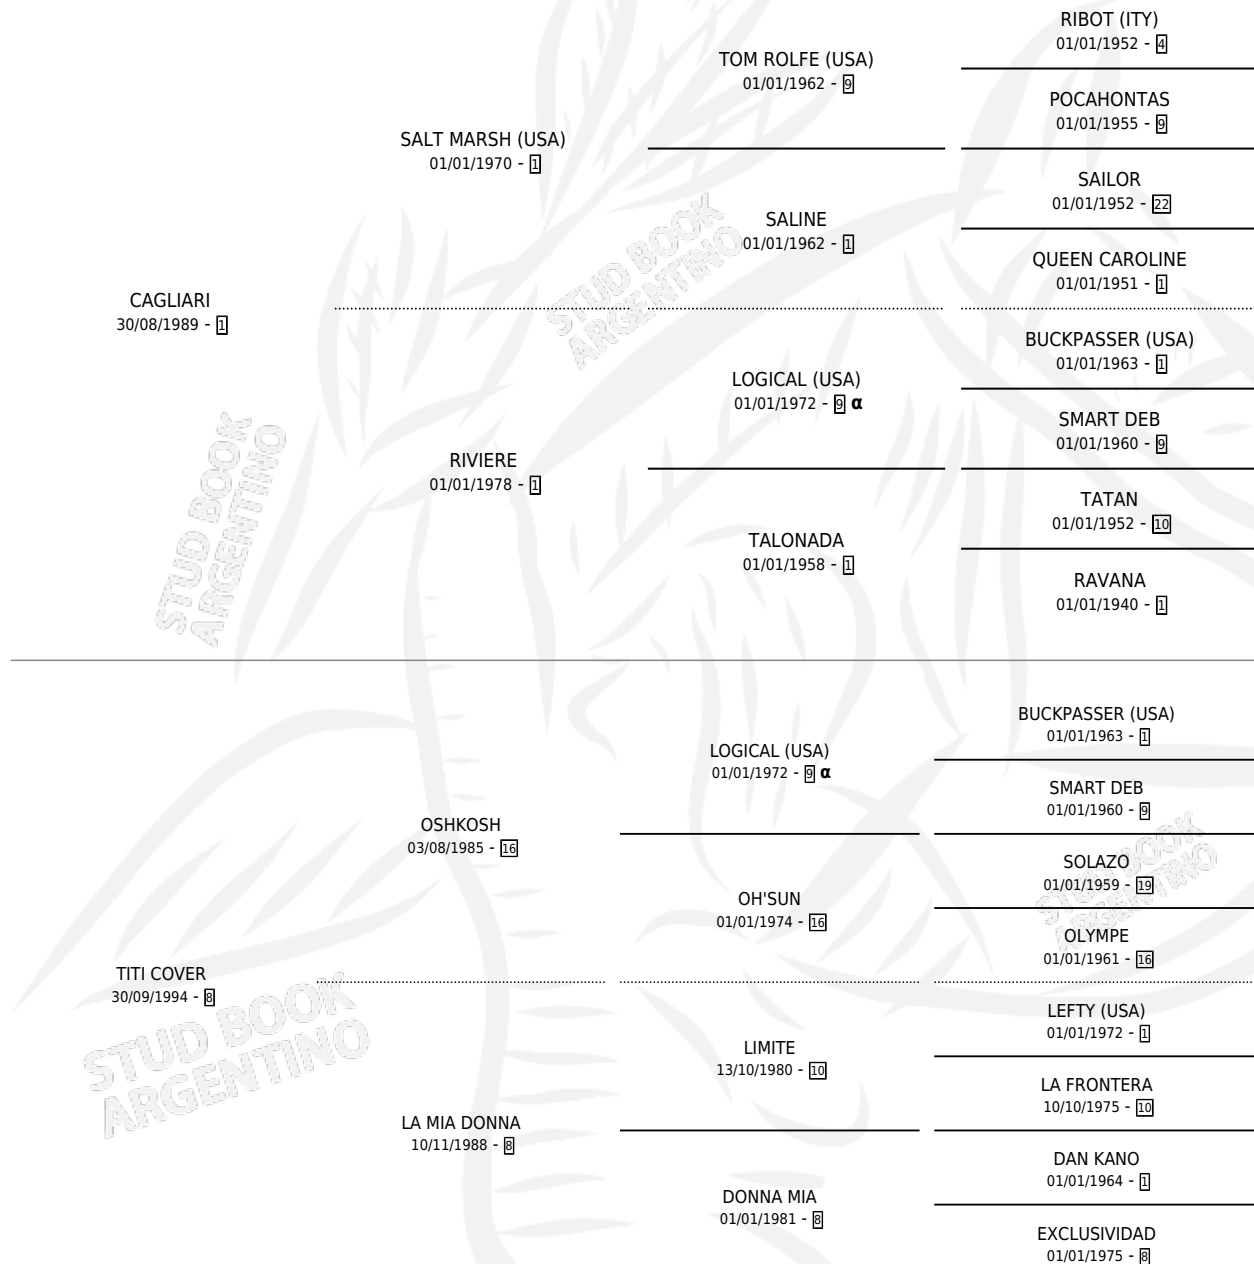 RIBOT (ITY)
01/01/1952 - 4
TOM ROLFE (USA)
01/01/1962 - 9
POCAHONTAS
01/01/1955 - 9
SALT MARSH (USA)
01/01/1970 - 1
SAILOR
01/01/1952 - 22
SALINE
01/01/1962 - 1
QUEEN CAROLINE
01/01/1951 - 1
CAGLIARI
30/08/1989 - 1
BUCKPASSER (USA)
01/01/1963 - 1
LOGICAL (USA)
01/01/1972 - 9 α
SMART DEB
01/01/1960 - 9
RIVIERE
01/01/1978 - 1
TATAN
01/01/1952 - 10
TALONADA
01/01/1958 - 1
RAVANA
01/01/1940 - 1
STUD BOOK
ARGENTINO
STUD BOOK
ARGENTINO
BUCKPASSER (USA)
01/01/1963 - 1
LOGICAL (USA)
01/01/1972 - 9 α
SMART DEB
01/01/1960 - 9
OSHKOSH
03/08/1985 - 16
SOLAZO
01/01/1959 - 19
OH'SUN
01/01/1974 - 16
OLYMPE
01/01/1961 - 16
TITI COVER
30/09/1994 - 8
LEFTY (USA)
01/01/1972 - 1
LIMITE
13/10/1980 - 10
LA FRONTERA
10/10/1975 - 10
LA MIA DONNA
10/11/1988 - 8
DAN KANO
01/01/1964 - 1
DONNA MIA
01/01/1981 - 8
EXCLUSIVIDAD
01/01/1975 - 8
STUD BOOK
ARGENTINO
STUD BOOK
ARGENTINO